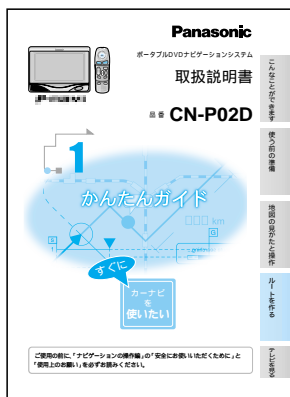 Panasonic
ポータブルDVDナビゲーションシステム
取扱説明書
品番 CN-P02D
1
かんたんガイド
km
S
G
すぐに
カーナビ
を
使いたい
ご使用の前に、「ナビゲーションの操作編」の「安全にお使いいただくために」と
「使用上のお願い」を必ずお読みください。
こんなことができます
使う前の準備
地図の見かたと操作
ルートを作る
テレビを見る